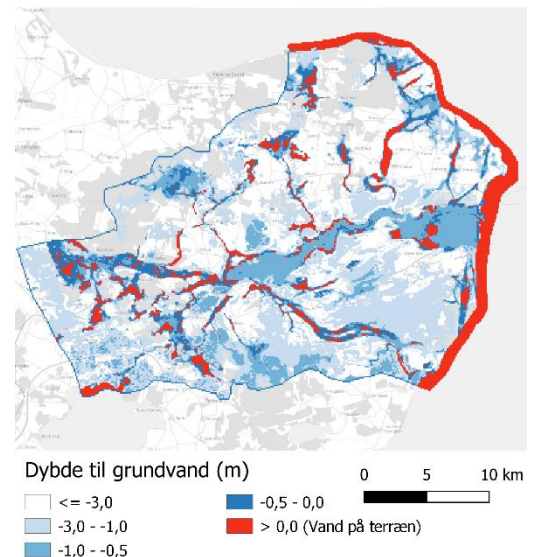 Dybde til grundvand (m)
0 5 10 km
<= -3,0
-3,0 - -1,0
-1,0 - -0,5
-0,5 - 0,0
> 0,0 (Vand på terræn)